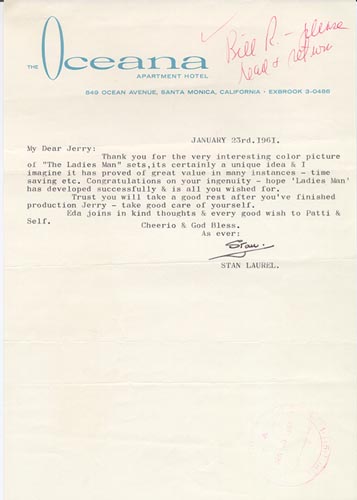 Bill R. - please
read & return
THE Oceana
APARTMENT HOTEL
849 OCEAN AVENUE, SANTA MONICA, CALIFORNIA · EXBROOK 3-0486
JANUARY 23rd.1961.
My Dear Jerry:
Thank you for the very interesting color picture
of "The Ladies Man" sets,its certainly a unique idea & I
imagine it has proved of great value in many instances - time
saving etc. Congratulations on your ingenuity - hope 'Ladies Man'
has developed successfully & is all you wished for.
Trust you will take a good rest after you've finished
production Jerry - take good care of yourself.
Eda joins in kind thoughts & every good wish to Patti &
Self.
Cheerio & God Bless.
As ever:
Stan.
STAN LAUREL.